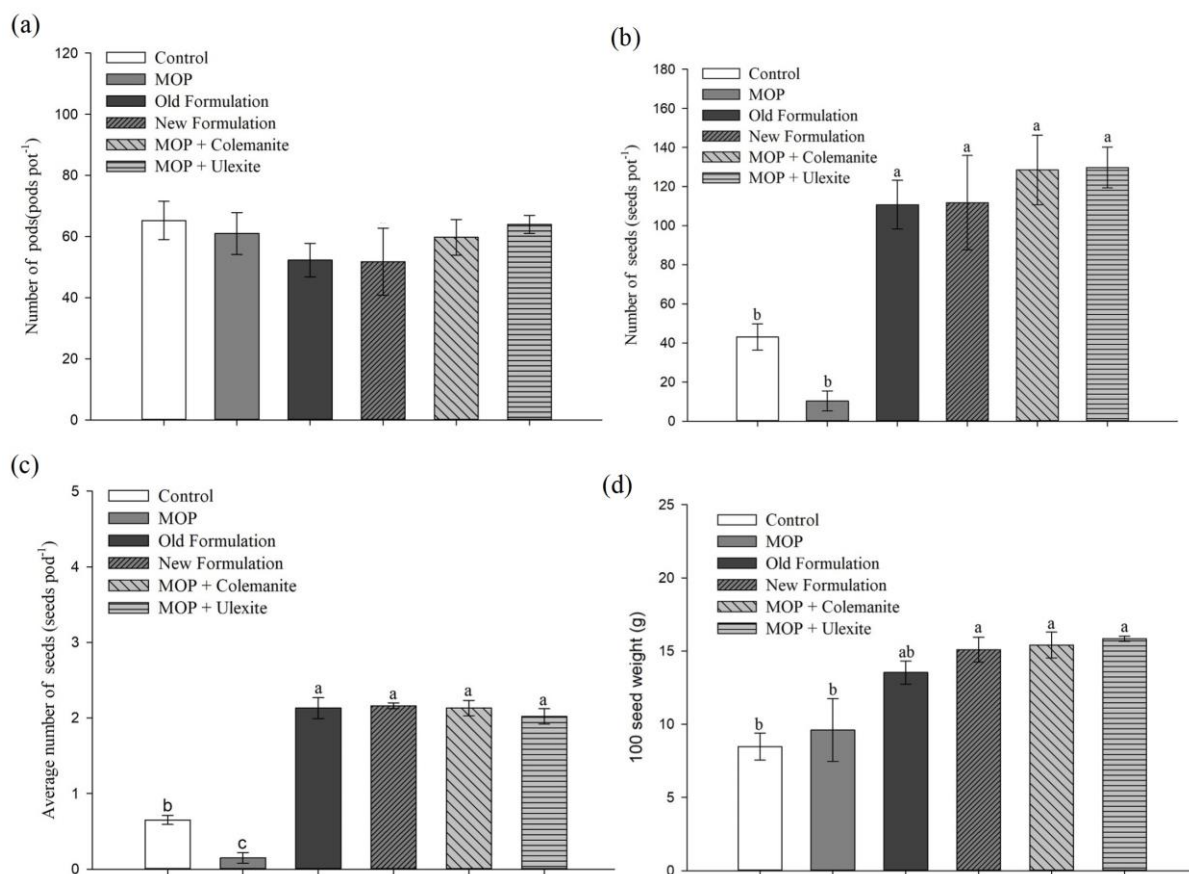 (a)
120
100
80
60
40
20
0
Number of pods(pods pot-1)
Control
MOP
Old Formulation
New Formulation
MOP + Colemanite
MOP + Ulexite
(b)
180
160
140
120
100
80
60
40
20
0
Number of seeds (seeds pot-1)
Control
MOP
Old Formulation
New Formulation
MOP + Colemanite
MOP + Ulexite
b
b
a
a
a
a
(c)
5
4
3
2
1
0
Average number of seeds (seeds pod-1)
Control
MOP
Old Formulation
New Formulation
MOP + Colemanite
MOP + Ulexite
b
c
a
a
a
a
(d)
25
20
15
10
5
0
100 seed weight (g)
Control
MOP
Old Formulation
New Formulation
MOP + Colemanite
MOP + Ulexite
b
b
ab
a
a
a